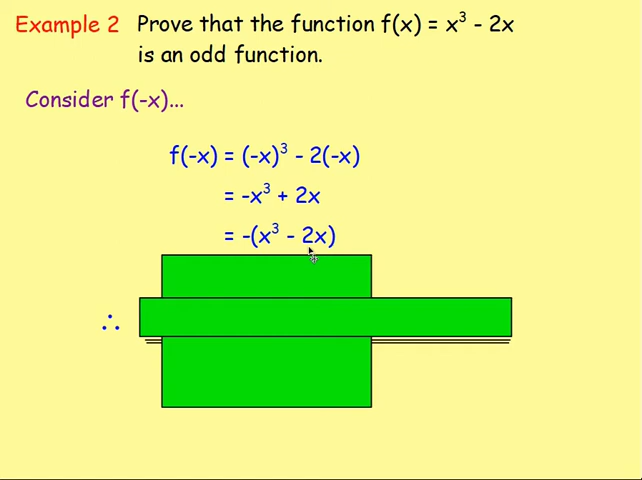 Example 2 Prove that the function f(x) = x³ - 2x
is an odd function.
Consider f(-x)...
f(-x) = (-x)³ - 2(-x)
= -x³ + 2x
= -(x³ - 2x)
∴